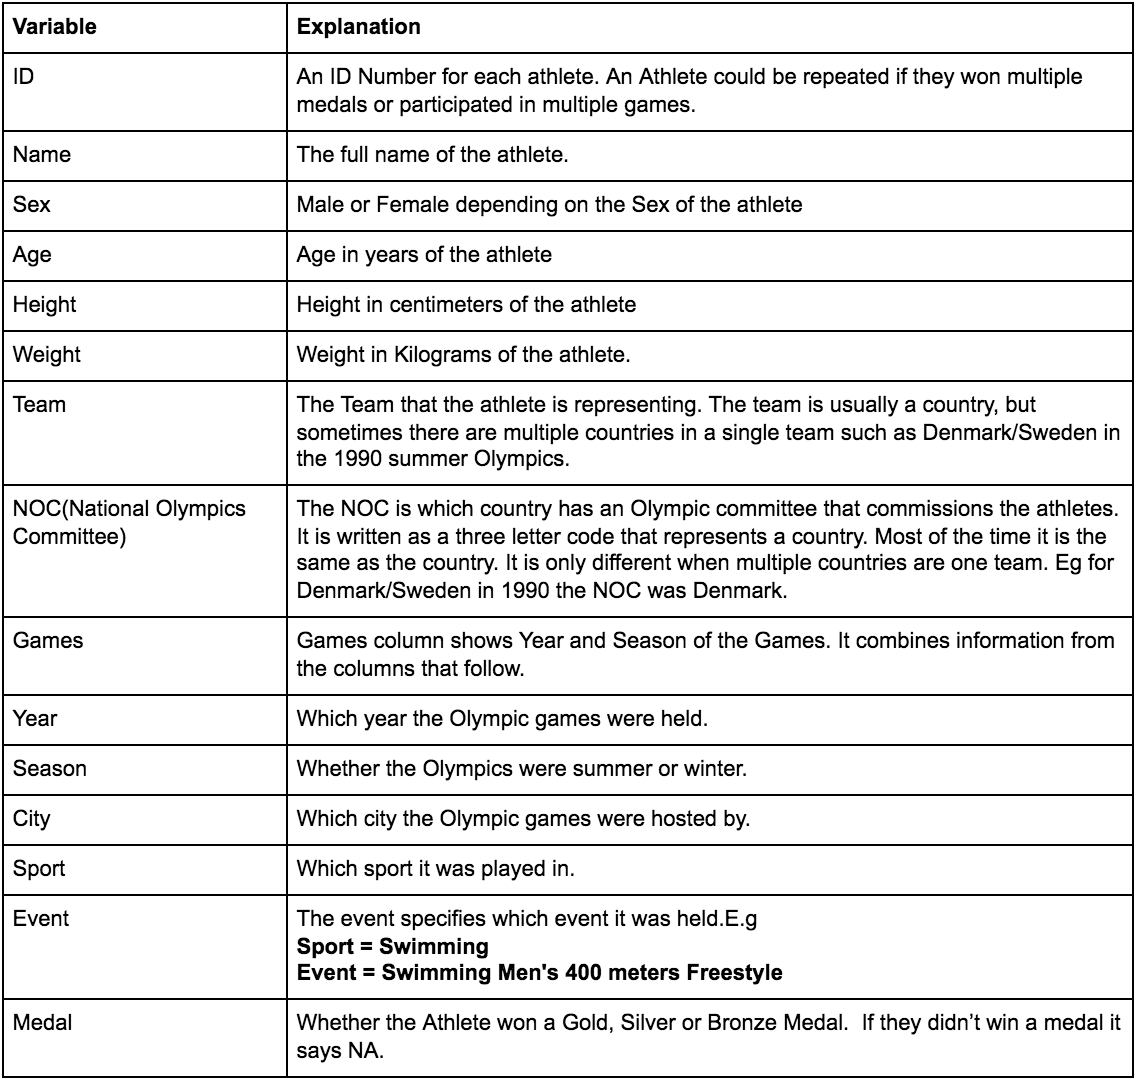 Variable
Explanation
ID
An ID Number for each athlete. An Athlete could be repeated if they won multiple
medals or participated in multiple games.
Name
The full name of the athlete.
Sex
Male or Female depending on the Sex of the athlete
Age
Age in years of the athlete
Height
Height in centimeters of the athlete
Weight
Weight in Kilograms of the athlete.
Team
The Team that the athlete is representing. The team is usually a country, but
sometimes there are multiple countries in a single team such as Denmark/Sweden in
the 1990 summer Olympics.
NOC(National Olympics
Committee)
The NOC is which country has an Olympic committee that commissions the athletes.
It is written as a three letter code that represents a country. Most of the time it is the
same as the country. It is only different when multiple countries are one team. Eg for
Denmark/Sweden in 1990 the NOC was Denmark.
Games
Games column shows Year and Season of the Games. It combines information from
the columns that follow.
Year
Which year the Olympic games were held.
Season
Whether the Olympics were summer or winter.
City
Which city the Olympic games were hosted by.
Sport
Which sport it was played in.
Event
The event specifies which event it was held.E.g
Sport = Swimming
Event = Swimming Men's 400 meters Freestyle
Medal
Whether the Athlete won a Gold, Silver or Bronze Medal.  If they didn’t win a medal it
says NA.